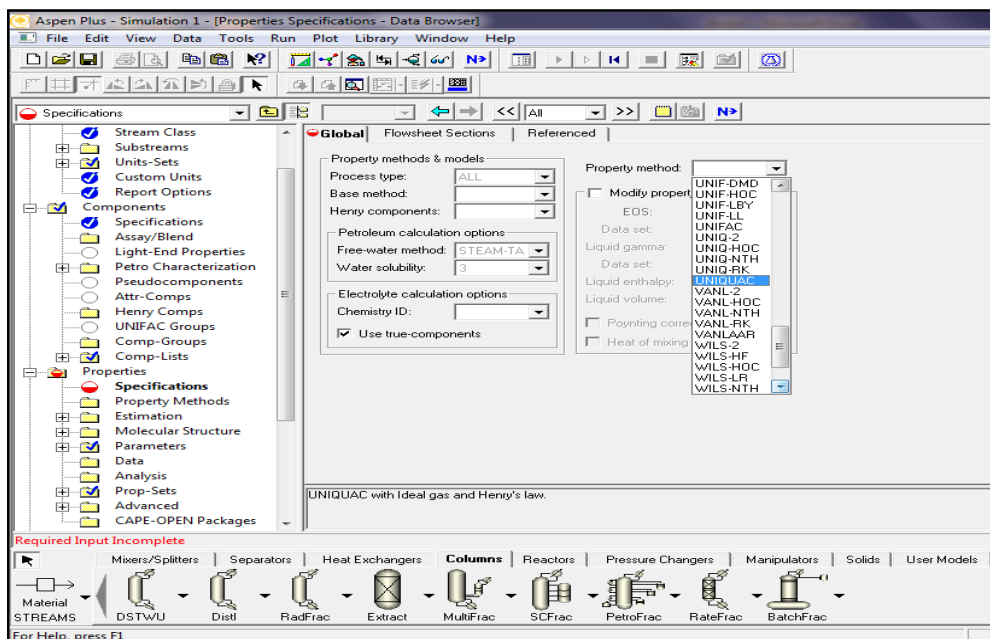 Aspen Plus - Simulation 1 - [Properties Specifications - Data Browser]
File Edit View Data Tools Run Plot Library Window Help
N>
Specifications
<< All >> N>
Stream Class
Substreams
Units-Sets
Custom Units
Report Options
Components
Specifications
Assay/Blend
Light-End Properties
Petro Characterization
Pseudocomponents
Attr-Comps
Henry Comps
UNIFAC Groups
Comp-Groups
Comp-Lists
Properties
Specifications
Property Methods
Estimation
Molecular Structure
Parameters
Data
Analysis
Prop-Sets
Advanced
CAPE-OPEN Packages
Global Flowsheet Sections Referenced
Property methods & models
Process type: ALL
Base method:
Henry components:
Petroleum calculation options
Free-water method: STEAM-TA
Water solubility: 3
Electrolyte calculation options
Chemistry ID:
Use true-components
Property method:
Modify propert
EOS:
Data set:
Liquid gamma:
Data set:
Liquid enthalpy:
Liquid volume:
Poynting corre
Heat of mixing
UNIF-DMD
UNIF-HOC
UNIF-LBY
UNIF-LL
UNIFAC
UNIQ-2
UNIQ-HOC
UNIQ-NTH
UNIQ-RK
UNIQUAC
VANL-2
VANL-HOC
VANL-NTH
VANL-RK
VANLAAR
WILS-2
WILS-HF
WILS-HOC
WILS-LR
WILS-NTH
UNIQUAC with Ideal gas and Henry's law.
Required Input Incomplete
Mixers/Splitters Separators Heat Exchangers Columns Reactors Pressure Changers Manipulators Solids User Models
Material
STREAMS DSTWU Distl RadFrac Extract MultiFrac SCFrac PetroFrac RateFrac BatchFrac
For Help, press F1